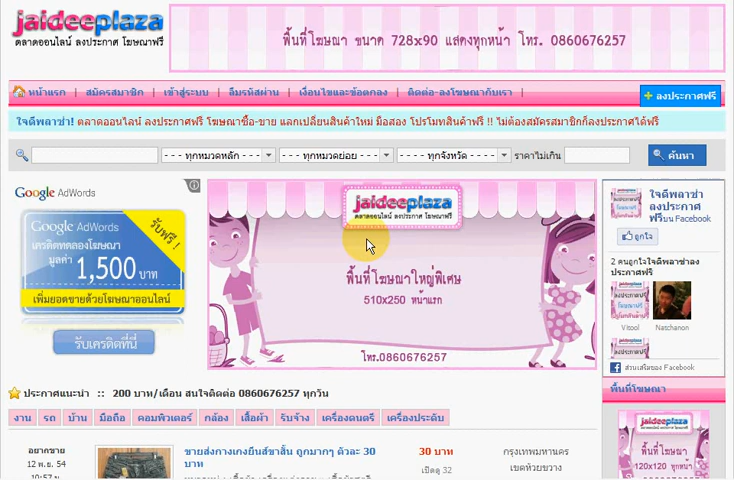 jaideeplaza
ตลาดออนไลน์ ลงประกาศ โฆษณาฟรี
พื้นที่โฆษณา ขนาด 728x90 แสดงทุกหน้า โทร. 0860676257
หน้าแรก | สมัครสมาชิก | เข้าสู่ระบบ | ลืมรหัสผ่าน | เงื่อนไขและข้อตกลง | ติดต่อ-ลงโฆษณากับเรา |
ลงประกาศฟรี
ใจดีพลาซ่า! ตลาดออนไลน์ ลงประกาศฟรี โฆษณาซื้อ-ขาย แลกเปลี่ยนสินค้าใหม่ มือสอง โปรโมทสินค้าฟรี !! ไม่ต้องสมัครสมาชิกก็ลงประกาศได้ฟรี
- - - ทุกหมวดหลัก - - - - - - ทุกหมวดย่อย - - - - - - - ทุกจังหวัด - - - - ราคาไม่เกิน ค้นหา
Google AdWords
Google AdWords
เครดิตทดลองโฆษณา
มูลค่า 1,500 บาท
รับฟรี !
เพิ่มยอดขายด้วยโฆษณาออนไลน์
รับเครดิตที่นี่
jaideeplaza
ตลาดออนไลน์ ลงประกาศ โฆษณาฟรี
พื้นที่โฆษณาใหญ่พิเศษ
510x250 หน้าแรก
โทร.0860676257
ใจดีพลาซ่า
ลงประกาศ
ฟรีบน Facebook
ถูกใจ
2 คนถูกใจใจดีพลาซ่าลง
ประกาศฟรี
Vitool Natchanon
ส่วนเสริมของ Facebook
พื้นที่โฆษณา
jaideeplaza
พื้นที่โฆษณา
120x120 ทุกหน้า
ประกาศแนะนำ :: 200 บาท/เดือน สนใจติดต่อ 0860676257 ทุกวัน
งาน รถ บ้าน มือถือ คอมพิวเตอร์ กล้อง เสื้อผ้า รับจ้าง เครื่องดนตรี เครื่องประดับ
อยากขาย
12 พ.ย. 54
10:57 น.
ขายส่งกางเกงยีนส์ขาสั้น ถูกมากๆ ตัวละ 30
บาท
30 บาท
เปิดดู 32
กรุงเทพมหานคร
เขตห้วยขวาง